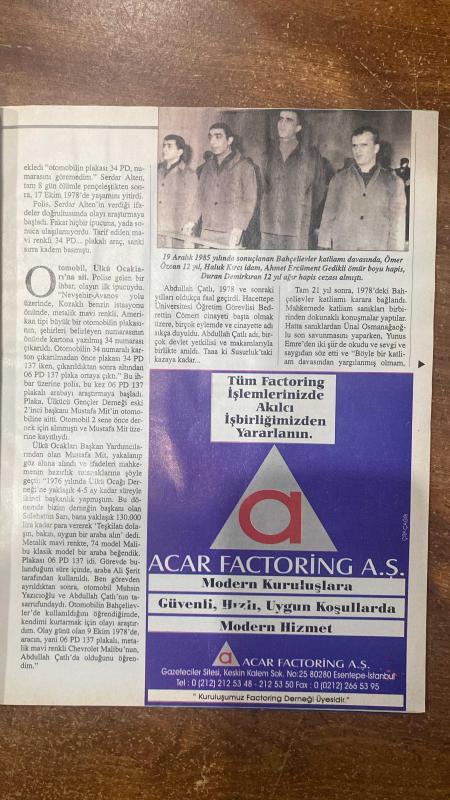 ekledi "otomobilin plakası 34 PD, nu-
marasını göremedim." Serdar Alten,
tam 8 gün ölümle pençeleştikten son-
ra, 17 Ekim 1978'de yaşamını yitirdi.
Polis, Serdar Alten'in verdiği ifa-
deler doğrultusunda olayı araştırmaya
başladı. Fakat hiçbir ipucuna, yada so-
nuca ulaşılamıyordu. Tarif edilen ma-
vi renkli 34 PD... plakalı araç, sanki
sırra kadem basmıştı.
Otomobil, Ülkü Ocakla-
rı'na ait. Polise gelen bir
ihbar, olayın ilk ipucuydu.
"Nevşehir-Avanos yolu
üzerinde, Kozaklı benzin istasyonu
önünde, metalik mavi renkli, Ameri-
kan tipi büyük bir otomobilin plakası-
nın, şehirleri belirleyen numarasının
önünde kartona yazılmış 34 numarası
çıkarıldı. Otomobilin 34 numaralı kar-
ton çıkarılmadan önce plakası 34 PD
137 iken, çıkarıldıktan sonra altından
06 PD 137 plaka ortaya çıktı." Bu ih-
bar üzerine polis, bu kez 06 PD 137
plakalı arabayı araştırmaya başladı.
Plaka, Ülkücü Gençler Derneği eski
2'inci başkanı Mustafa Mit'in otomo-
biline aitti. Otomobil 2 sene önce der-
nek için alınmıştı ve Mustafa Mit üze-
rine kayıtlıydı.
Ülkü Ocakları Başkan Yardımcıla-
rından olan Mustafa Mit, yakalanıp
göz altına alındı ve ifadeleri mahke-
menin hazırlık tutanaklarına şöyle
geçti; "1976 yılında Ülkü Ocağı Der-
neği'ne yaklaşık 4-5 ay kadar süreyle
ikinci başkanlık yapmıştım. Bu dö-
nemde bizim derneğin başkanı olan
Selahattin Sarı, bana yaklaşık 130.000
lira kadar para vererek 'Teşkilatı dola-
şın, bakın, uygun bir araba alın' dedi.
Metalik mavi renkte, 74 model Mali-
bu klasik model bir araba beğendik.
Plakası 06 PD 137 idi. Görevde bu-
lunduğum süre içinde, araba Ali Şerit
tarafından kullanıldı. Ben görevden
ayrıldıktan sonra, otomobil Muhsin
Yazıcıoğlu ve Abdullah Çatlı'nın ta-
sarrufundaydı. Otomobilin Bahçeliev-
ler'de kullanıldığını öğrendiğimde,
kendimi kurtarmak için olayı araştır-
dım. Olay günü olan 9 Ekim 1978'de,
aracın, yani 06 PD 137 plakalı, meta-
lik mavi renkli Chevrolet Malibu'nun,
Abdullah Çatlı'da olduğunu öğren-
dim."
19 Aralık 1985 yılında sonuçlanan Bahçelievler katliamı davasında, Ömer
Özcan 12 yıl, Haluk Kırcı idam, Ahmet Ercüment Gedikli ömür boyu hapis,
Duran Demirkıran 12 yıl ağır hapis cezası almıştı.
Abdullah Çatlı, 1978 ve sonraki
yılları oldukça faal geçirdi. Hacettepe
Üniversitesi Öğretim Görevlisi Bed-
rettin Cömert cinayeti başta olmak
üzere, birçok eylemde ve cinayette adı
sıkça duyuldu. Abdullah Çatlı adı, bir-
çok devlet yetkilisi ve makamlarıyla
birlikte anıldı. Taaa ki Susurluk'taki
kazaya kadar...
Tam 21 yıl sonra, 1978'deki Bah-
çelievler katliamı karara bağlandı.
Mahkemede katliam sanıkları birbi-
rinden dokunaklı konuşmalar yaptılar.
Hatta sanıklardan Ünal Osmanağaoğ-
lu son savunmasını yaparken, Yunus
Emre'den iki şiir de okudu ve sevgi ve
saygıdan söz etti ve "Böyle bir katli-
am davasından yargılanmış olmam,
Tüm Factoring
İşlemlerinizde
Akılcı
İşbirliğimizden
Yararlanın.
a
ACAR FACTORİNG A.Ş.
Modern Kuruluşlara
Güvenli, Hızlı, Uygun Koşullarda
Modern Hizmet
a ACAR FACTORİNG A.Ş.
Gazeteciler Sitesi, Keskin Kalem Sok. No:25 80280 Esentepe-İstanbul
Tel : 0 (212) 212 53 48 - 212 53 50 Fax : 0 (0212) 266 53 95
" Kuruluşumuz Factoring Derneği Üyesidir."